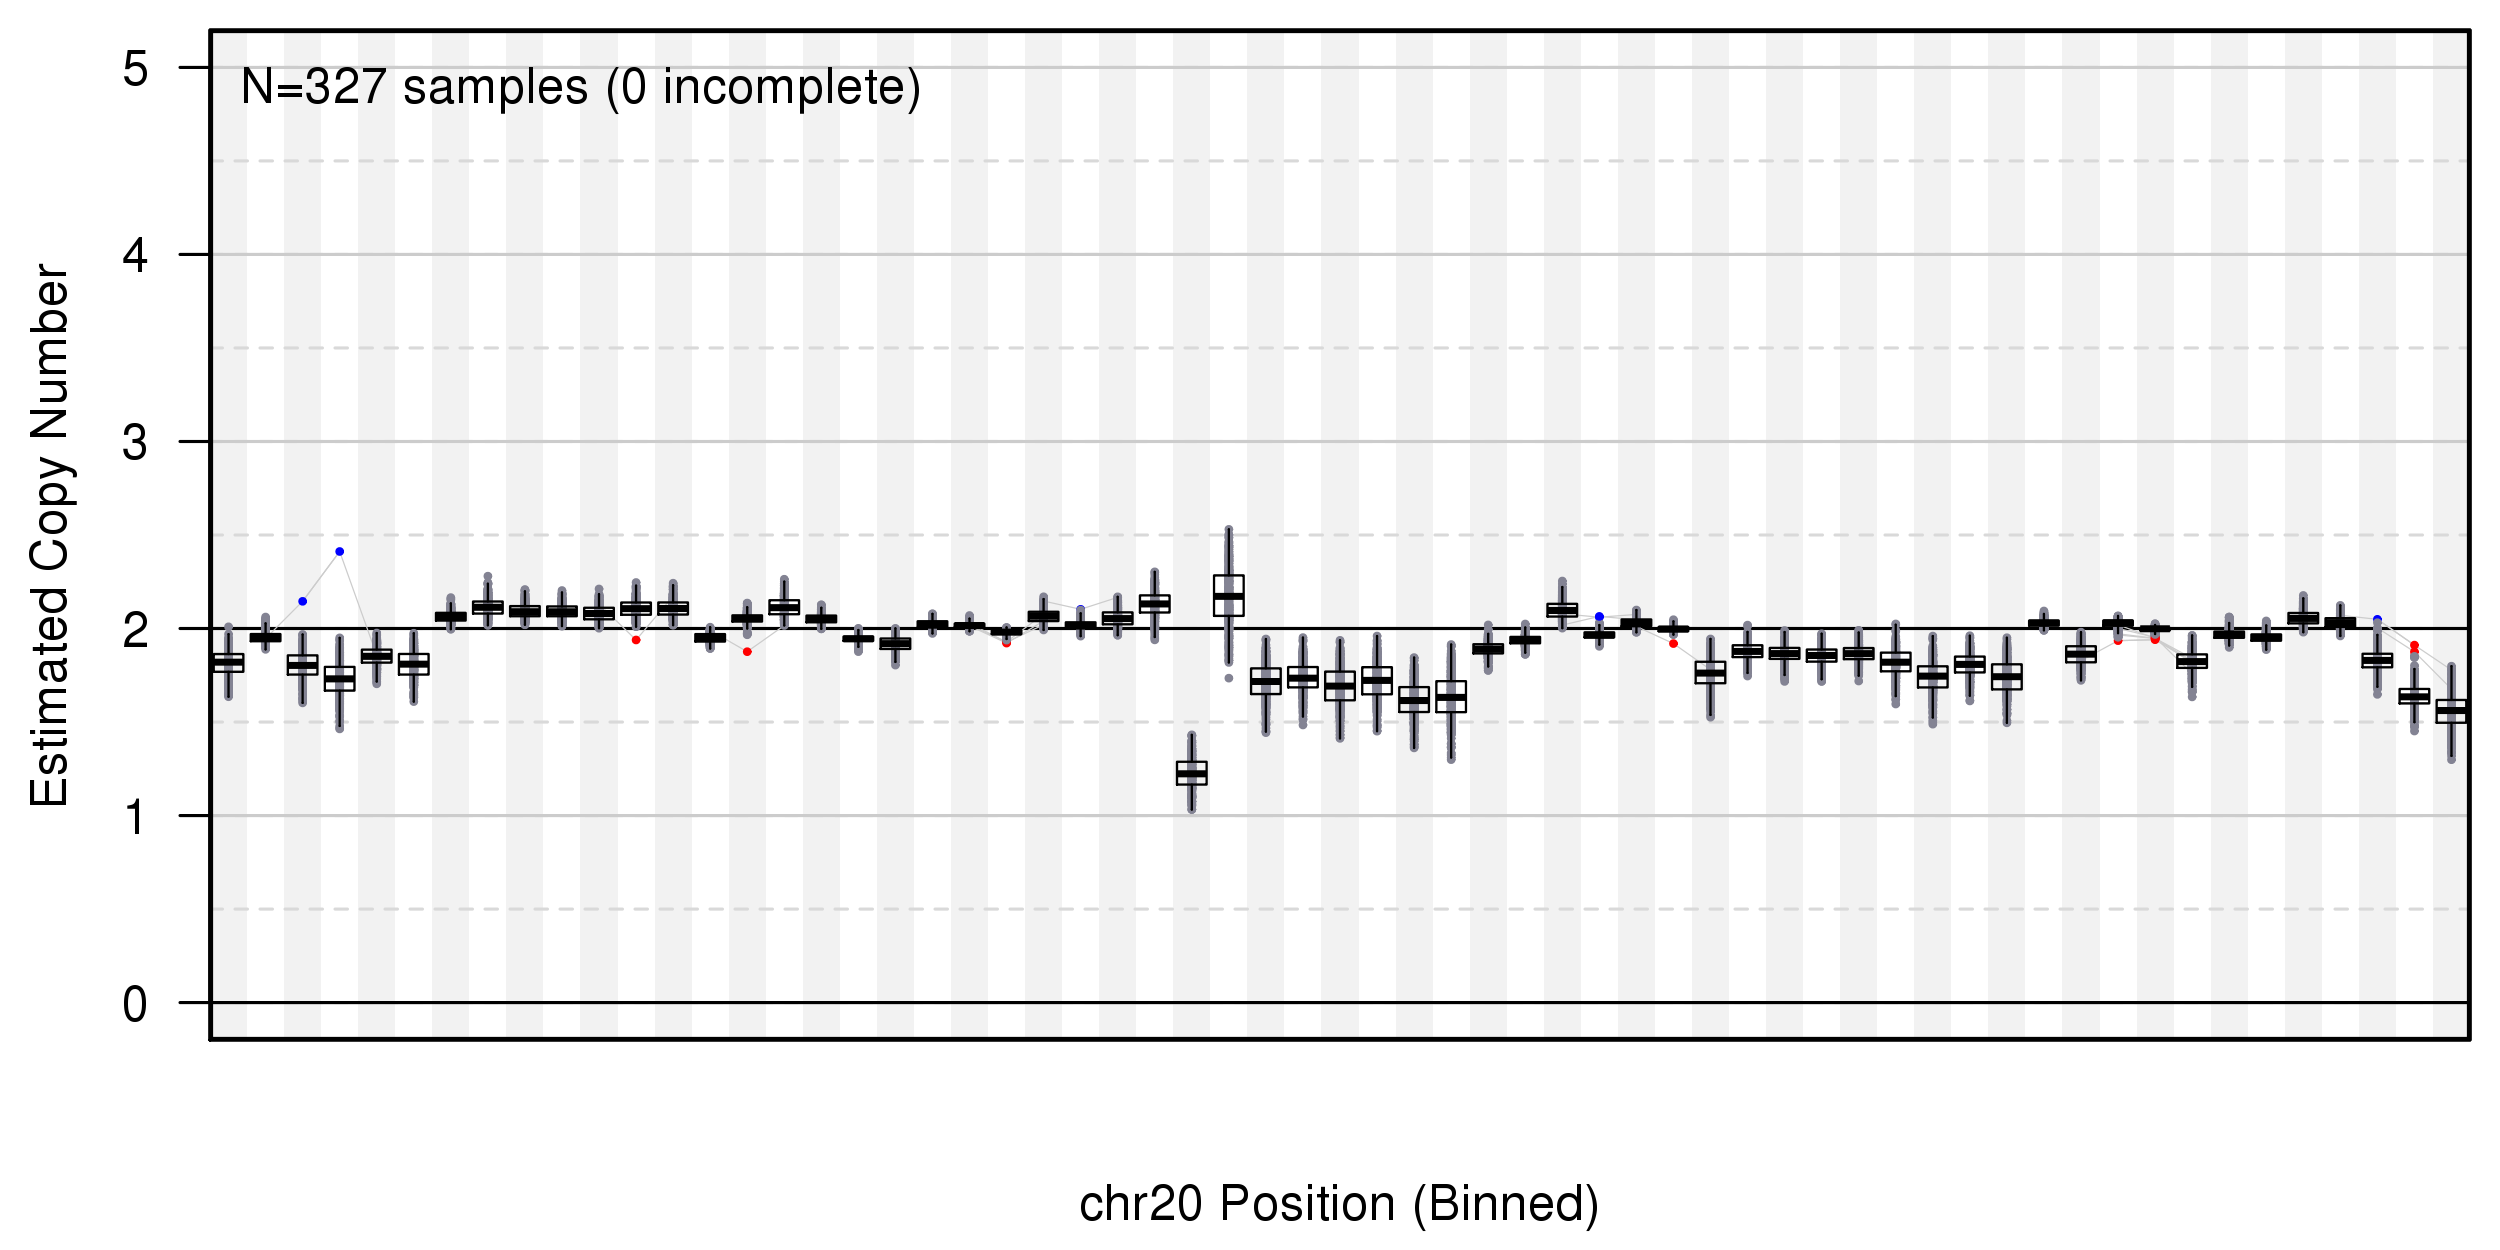 N=327 samples (0 incomplete)
5
4
3
2
1
0
Estimated Copy Number
chr20 Position (Binned)